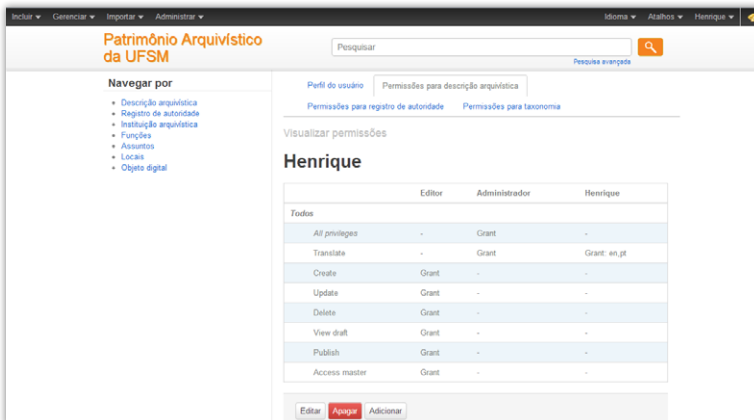 Incluir Gerenciar Importar Administrar Idioma Atalhos Henrique
Patrimônio Arquivístico
da UFSM
Pesquisar
Pesquisa avançada
Navegar por
Descrição arquivística
Registro de autoridade
Instituição arquivística
Funções
Assuntos
Locais
Objeto digital
Perfil do usuário Permissões para descrição arquivística
Permissões para registro de autoridade Permissões para taxonomia
Visualizar permissões
Henrique
Editor Administrador Henrique
Todos
All privileges - Grant -
Translate - Grant Grant: en,pt
Create Grant - -
Update Grant - -
Delete Grant - -
View draft Grant - -
Publish Grant - -
Access master Grant - -
Editar Apagar Adicionar